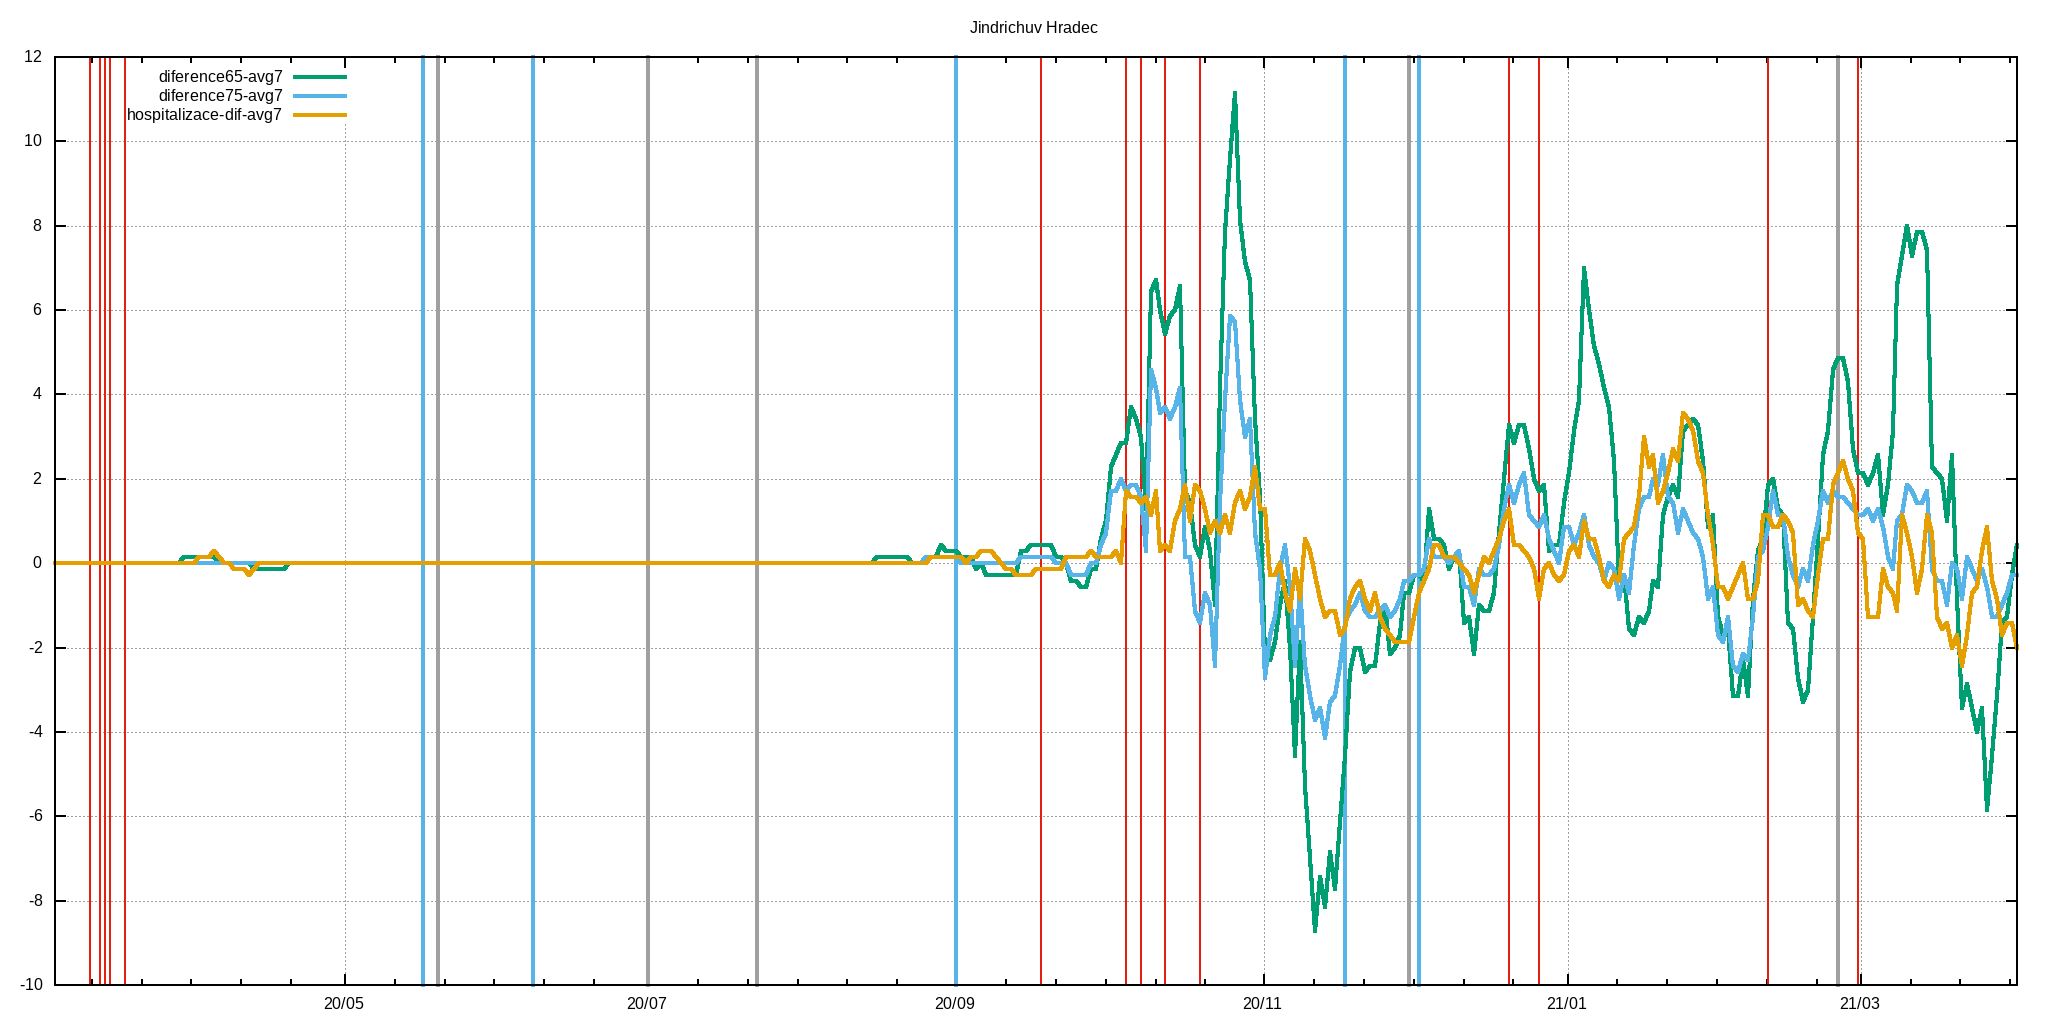 Jindrichuv Hradec
12
diference65-avg7
diference75-avg7
hospitalizace-dif-avg7
10
8
6
4
2
0
-2
-4
-6
-8
-10
20/05 20/07 20/09 20/11 21/01 21/03